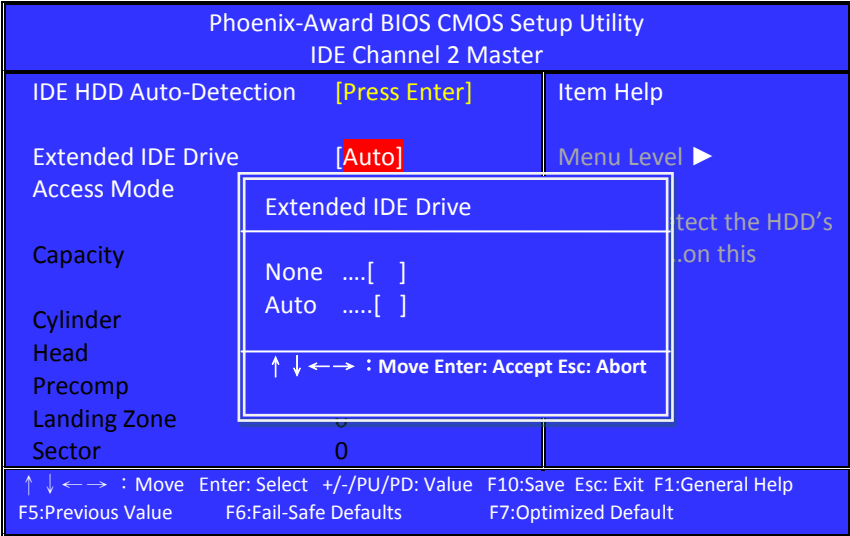 Phoenix-Award BIOS CMOS Setup Utility
IDE Channel 2 Master
IDE HDD Auto-Detection [Press Enter]
Extended IDE Drive [Auto]
Access Mode
Capacity
Cylinder
Head
Precomp
Landing Zone
Sector 0
Item Help
Menu Level ►
tect the HDD's
..on this
Extended IDE Drive
None ....[ ]
Auto .....[ ]
↑↓←→ : Move Enter: Accept Esc: Abort
↑↓←→ : Move Enter: Select +/-/PU/PD: Value F10:Save Esc: Exit F1:General Help
F5:Previous Value F6:Fail-Safe Defaults F7:Optimized Default